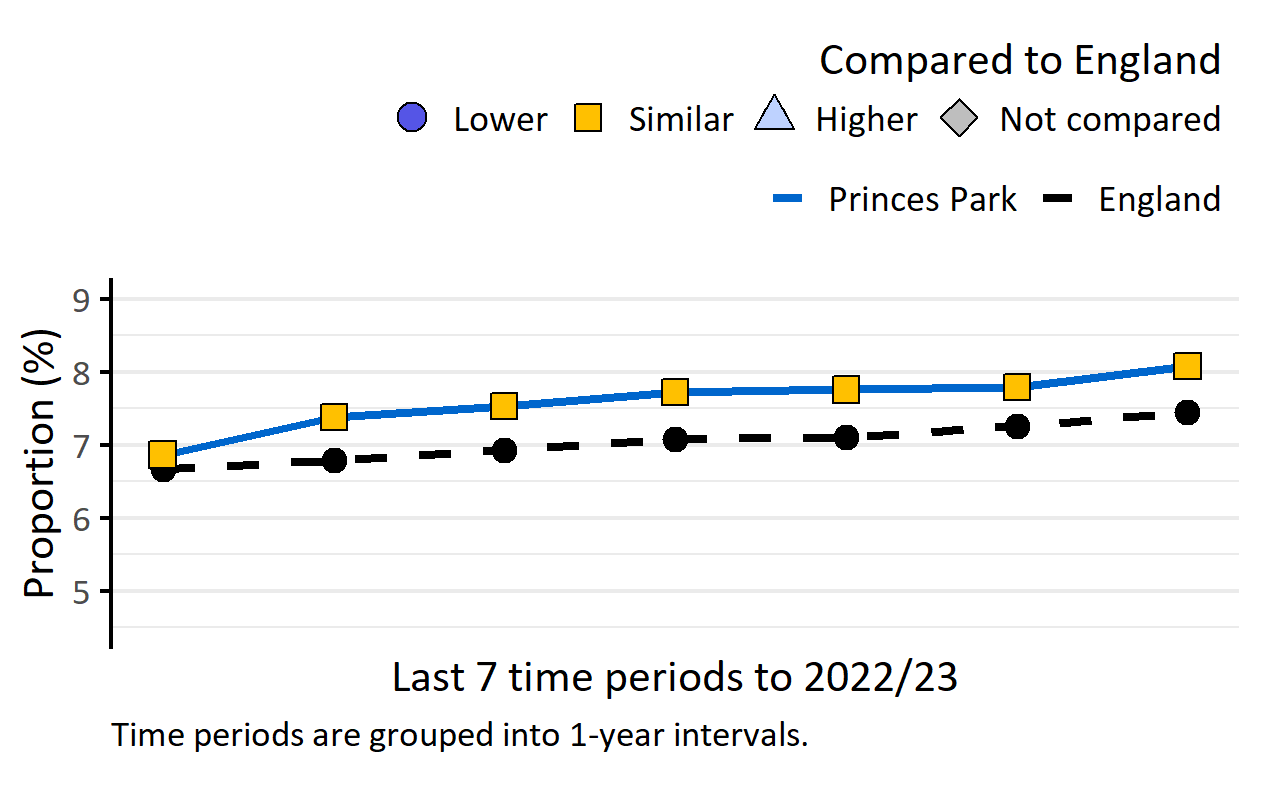 Compared to England
Lower Similar Higher Not compared
Princes Park England
Proportion (%)
9
8
7
6
5
Last 7 time periods to 2022/23
Time periods are grouped into 1-year intervals.